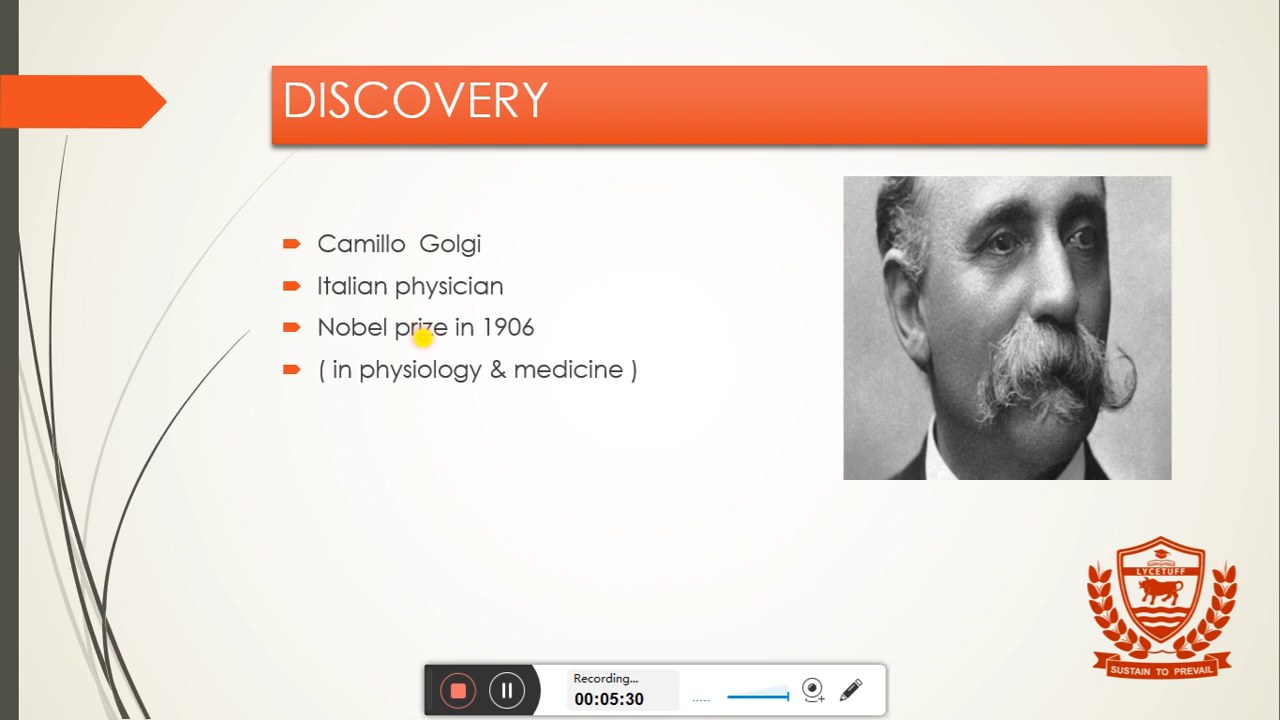 DISCOVERY
Camillo Golgi
Italian physician
Nobel prize in 1906
( in physiology & medicine )
LYCETUFF
SUSTAIN TO PREVAIL
Recording...
00:05:30